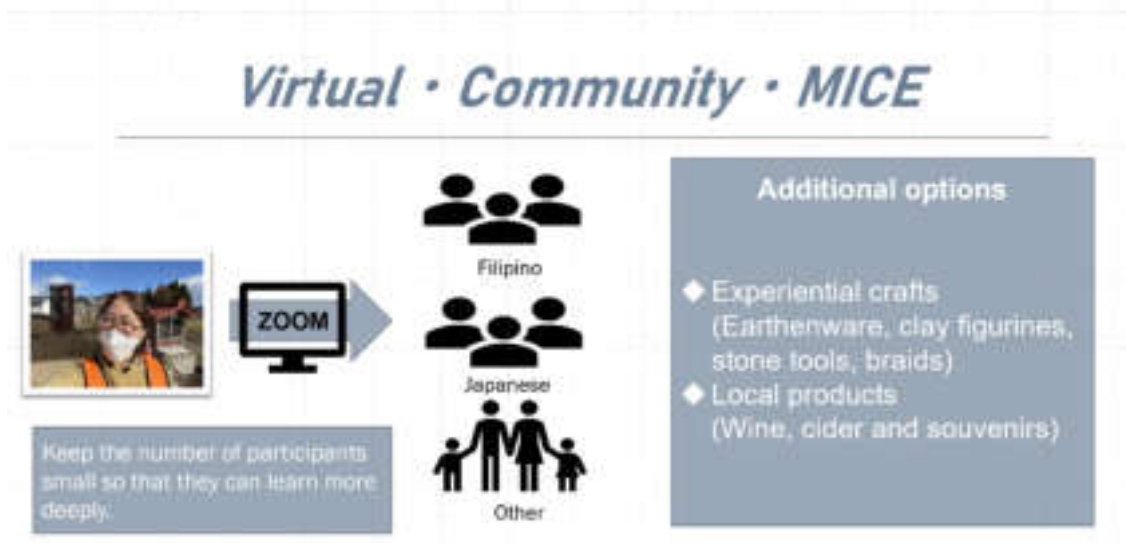 Virtual・Community・MICE
ZOOM
Filipino
Japanese
Other
Keep the number of participants
small so that they can learn more
deeply.
Additional options
◆ Experiential crafts
(Earthenware, clay figurines,
stone tools, braids)
◆ Local products
(Wine, cider and souvenirs)